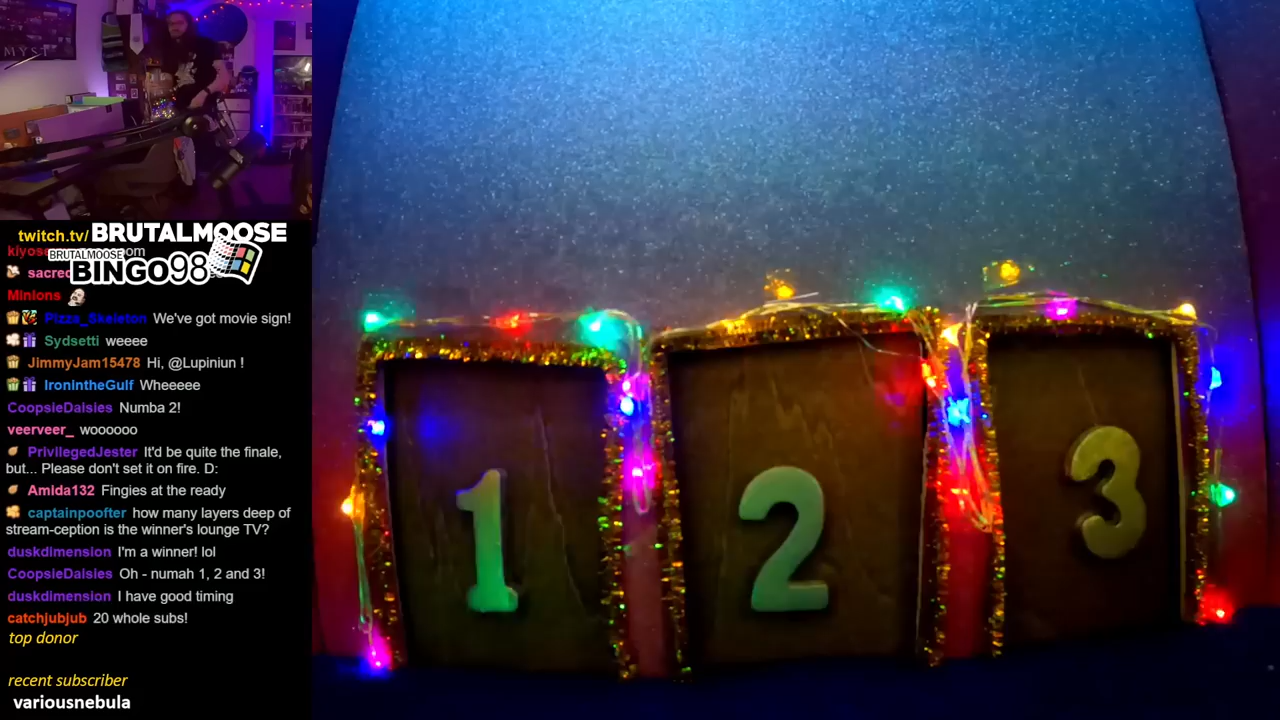 MYST
twitch.tv/BRUTALMOOSE
BRUTALMOOSE
BINGO98
sacre
Minions
Pizza_Skeleton We've got movie sign!
Sydsetti weeee
JimmyJam15478 Hi, @Lupiniun !
IronIntheGulf Wheeeee
CoopsieDaisies Numba 2!
veerveer_ woooooo
PrivilegedJester It'd be quite the finale,
but... Please don't set it on fire. D:
Amida132 Fingies at the ready
captainpoofter how many layers deep of
stream-ception is the winner's lounge TV?
duskdimension I'm a winner! lol
CoopsieDaisies Oh - numah 1, 2 and 3!
duskdimension I have good timing
catchjubjub 20 whole subs!
top donor
recent subscriber
variousnebula
1 2 3